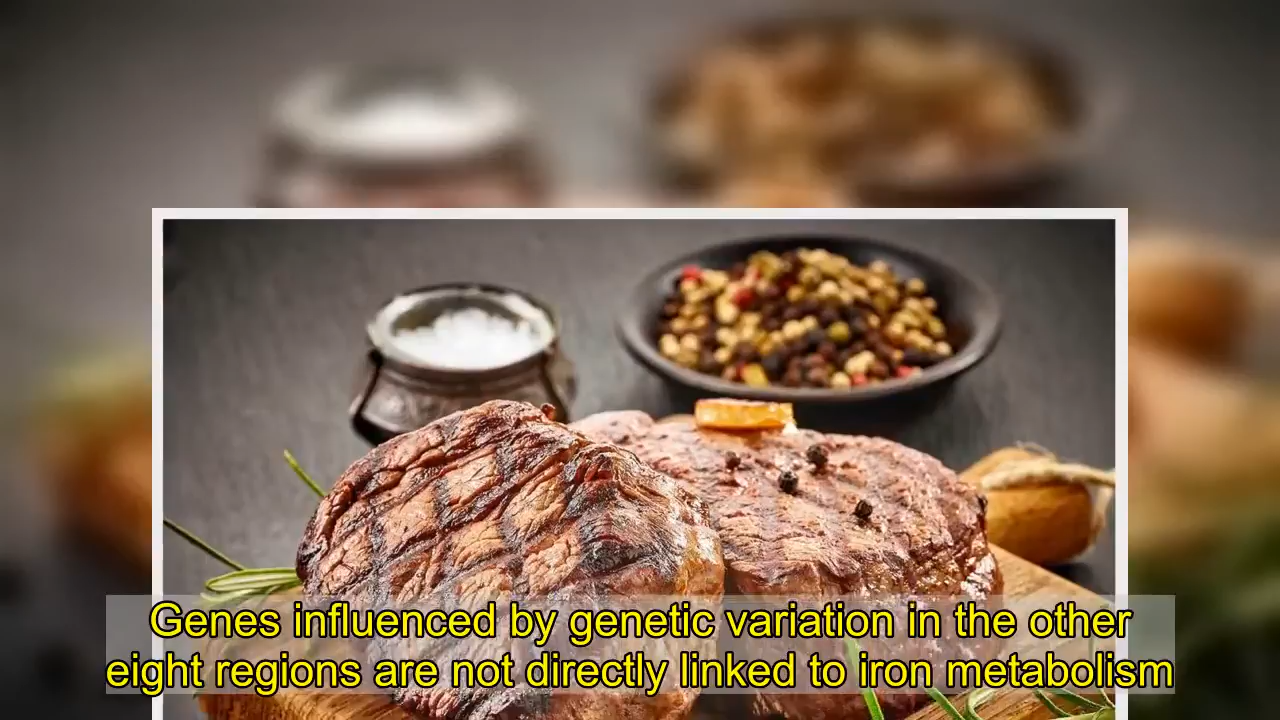 Genes influenced by genetic variation in the other
eight regions are not directly linked to iron metabolism